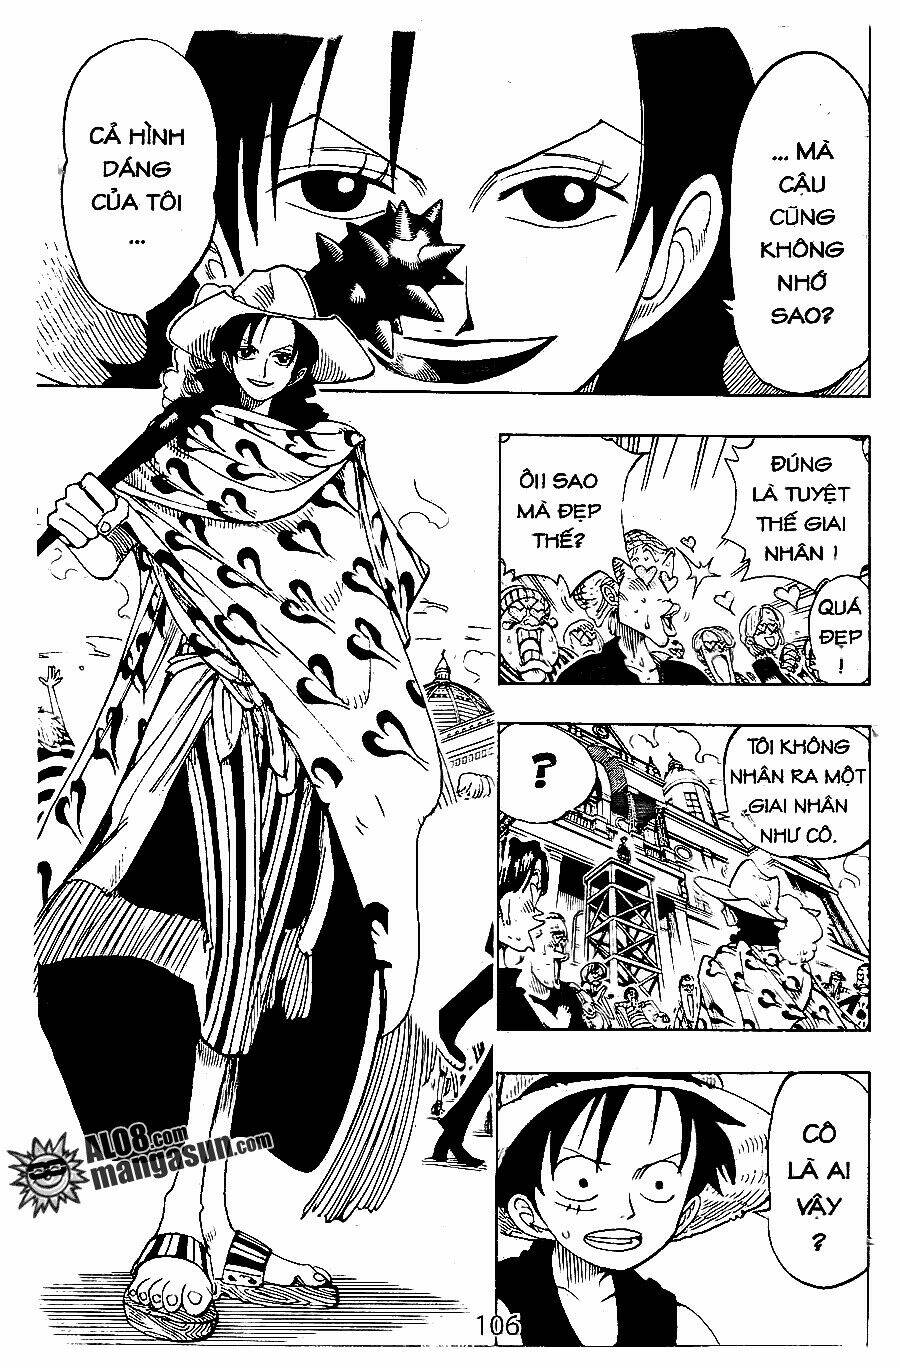 CẢ HÌNH
DÁNG
CỦA TÔI
...
... MÀ
CẬU
CŨNG
KHÔNG
NHỚ
SAO?
ÔI! SAO
MÀ ĐẸP
THẾ?
ĐÚNG
LÀ TUYỆT
THẾ GIAI
NHÂN !
QUÁ
ĐẸP
!
?
TÔI KHÔNG
NHẬN RA MỘT
GIAI NHÂN
NHƯ CÔ.
CÔ
LÀ AI
VẬY
?
ALO8.com
mangasun.com
106